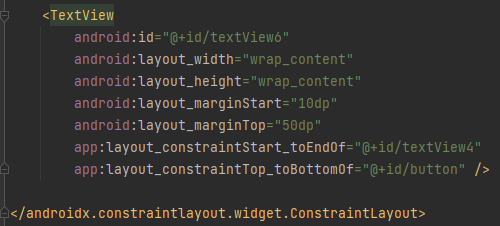 <TextView
android:id="@+id/textView6"
android:layout_width="wrap_content"
android:layout_height="wrap_content"
android:layout_marginStart="10dp"
android:layout_marginTop="50dp"
app:layout_constraintStart_toEndOf="@+id/textView4"
app:layout_constraintTop_toBottomOf="@+id/button" />
</androidx.constraintlayout.widget.ConstraintLayout>